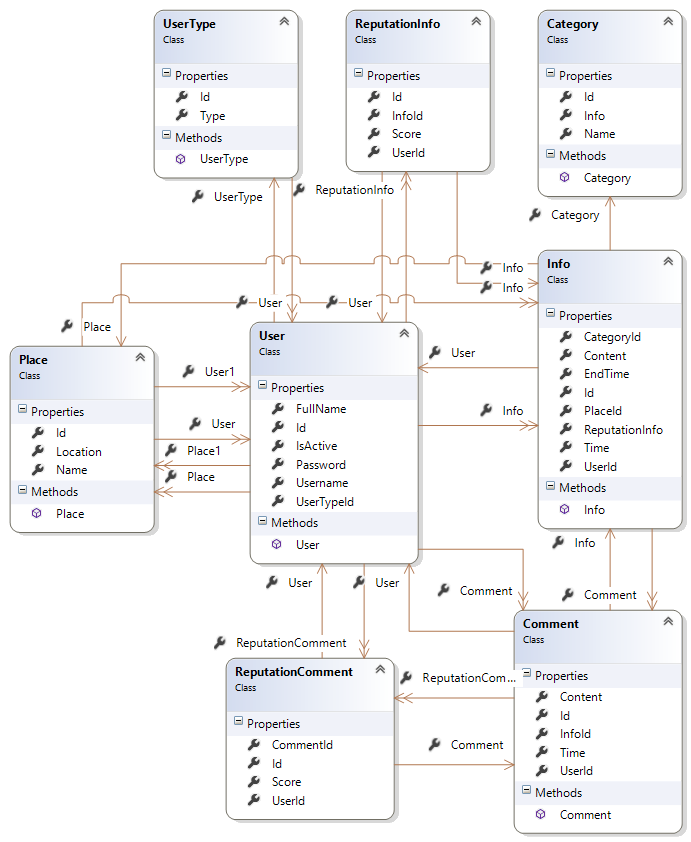 UserType
Class
Properties
Id
Type
Methods
UserType
ReputationInfo
Class
Properties
Id
InfoId
Score
UserId
Category
Class
Properties
Id
Info
Name
Methods
Category
UserType
ReputationInfo
Category
Info
Info
User
User
Place
Info
Class
Properties
CategoryId
Content
EndTime
Id
PlaceId
ReputationInfo
Time
UserId
Methods
Info
User
Class
Properties
FullName
Id
IsActive
Password
Username
UserTypeId
Methods
User
Place
Class
Properties
Id
Location
Name
Methods
Place
User1
User
Place1
Place
User
Info
Info
User
User
Comment
Comment
ReputationComment
ReputationComment
Class
Properties
CommentId
Id
Score
UserId
ReputationCom...
Comment
Comment
Class
Properties
Content
Id
InfoId
Time
UserId
Methods
Comment